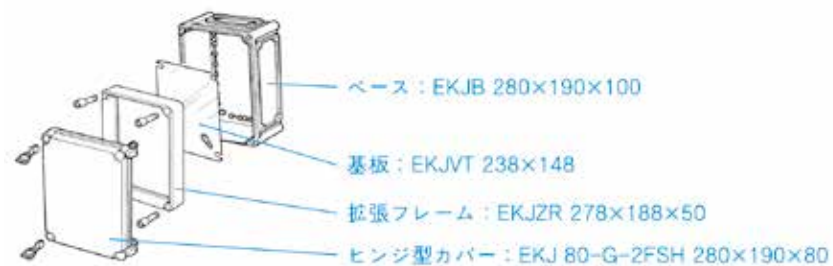 ベース：EKJB 280×190×100
基板：EKJVT 238×148
拡張フレーム：EKJZR 278×188×50
ヒンジ型カバー：EKJ 80-G-2FSH 280×190×80